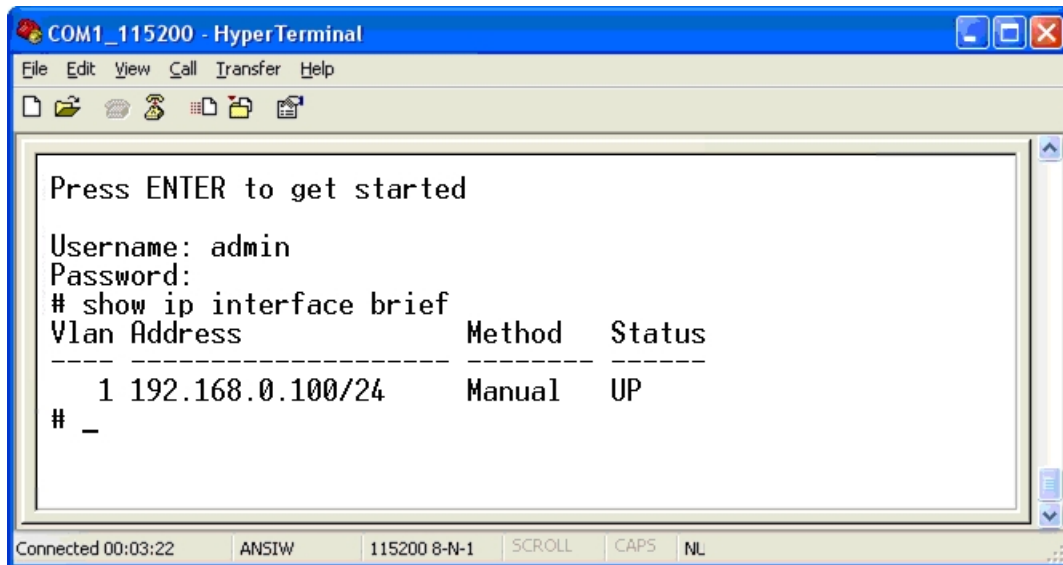 COM1_115200 - HyperTerminal
File Edit View Call Transfer Help
Press ENTER to get started
Username: admin
Password:
# show ip interface brief
Vlan Address Method Status
---- -------------------- -------- ------
1 192.168.0.100/24 Manual UP
# _
Connected 00:03:22 ANSIW 115200 8-N-1 SCROLL CAPS NU